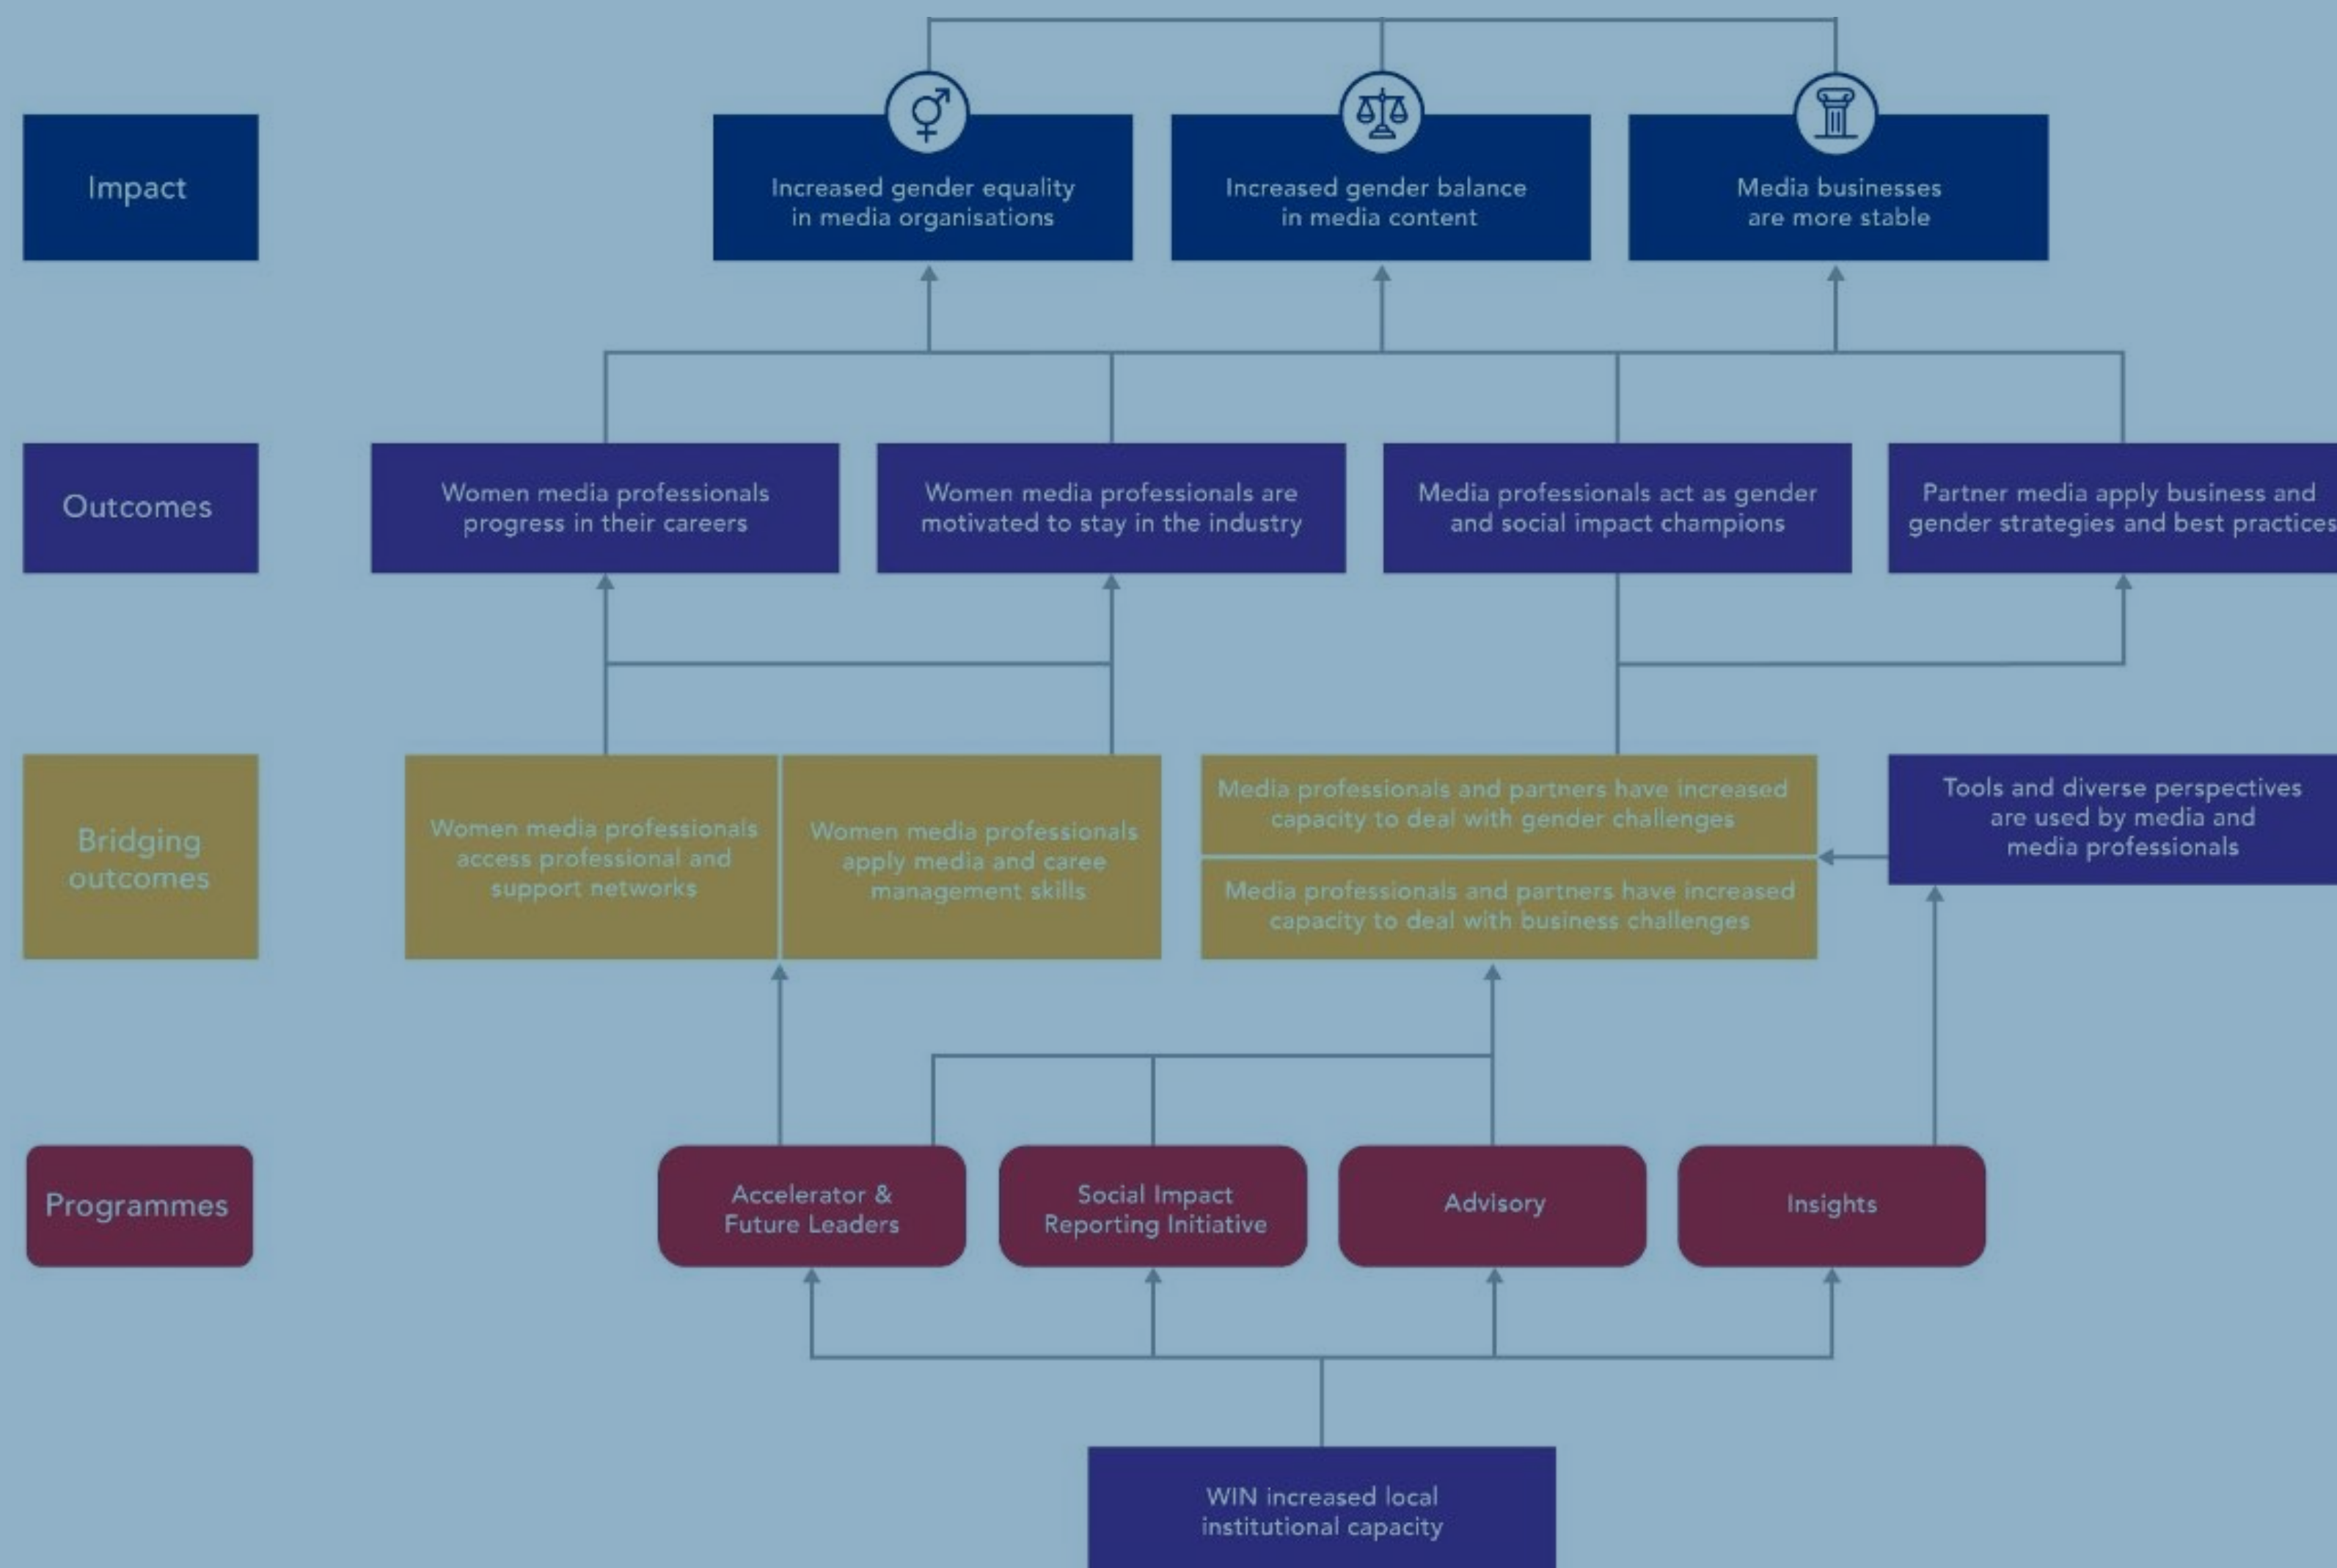 Impact
Increased gender equality
in media organisations
Increased gender balance
in media content
Media businesses
are more stable
Outcomes
Women media professionals
progress in their careers
Women media professionals are
motivated to stay in the industry
Media professionals act as gender
and social impact champions
Partner media apply business and
gender strategies and best practices
Bridging
outcomes
Women media professionals
access professional and
support networks
Women media professionals
apply media and caree
management skills
Media professionals and partners have increased
capacity to deal with gender challenges
Media professionals and partners have increased
capacity to deal with business challenges
Tools and diverse perspectives
are used by media and
media professionals
Programmes
Accelerator &
Future Leaders
Social Impact
Reporting Initiative
Advisory
Insights
WIN increased local
institutional capacity